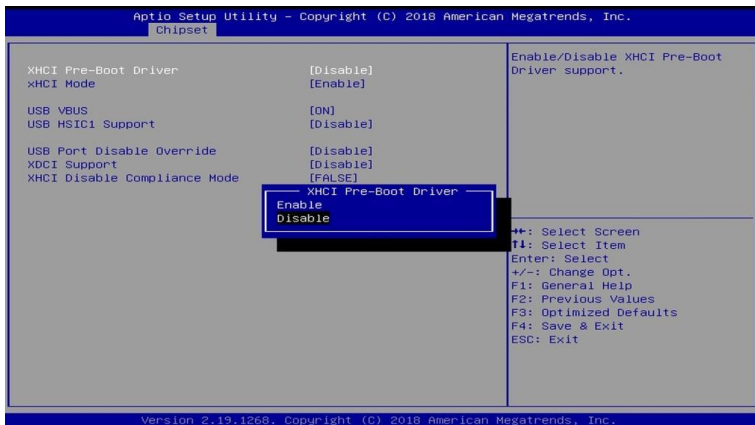 Aptio Setup Utility – Copyright (C) 2018 American Megatrends, Inc.
Chipset
XHCI Pre-Boot Driver [Disable]
xHCI Mode [Enable]
USB VBUS [ON]
USB HSIC1 Support [Disable]
USB Port Disable Override [Disable]
XDCI Support [Disable]
XHCI Disable Compliance Mode [FALSE]
XHCI Pre-Boot Driver
Enable
Disable
Enable/Disable XHCI Pre-Boot
Driver support.
→←: Select Screen
↑↓: Select Item
Enter: Select
+/-: Change Opt.
F1: General Help
F2: Previous Values
F3: Optimized Defaults
F4: Save & Exit
ESC: Exit
Version 2.19.1268. Copyright (C) 2018 American Megatrends, Inc.